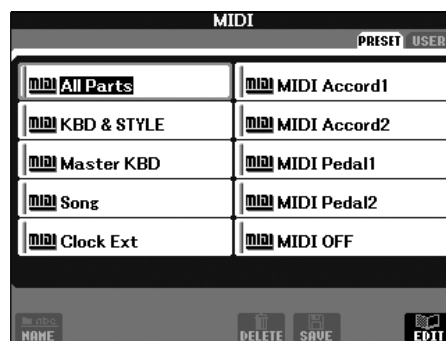 MIDI
PRESET USER
midi All Parts
midi MIDI Accord1
midi KBD & STYLE
midi MIDI Accord2
midi Master KBD
midi MIDI Pedal1
midi Song
midi MIDI Pedal2
midi Clock Ext
midi MIDI OFF
abc
NAME DELETE SAVE EDIT